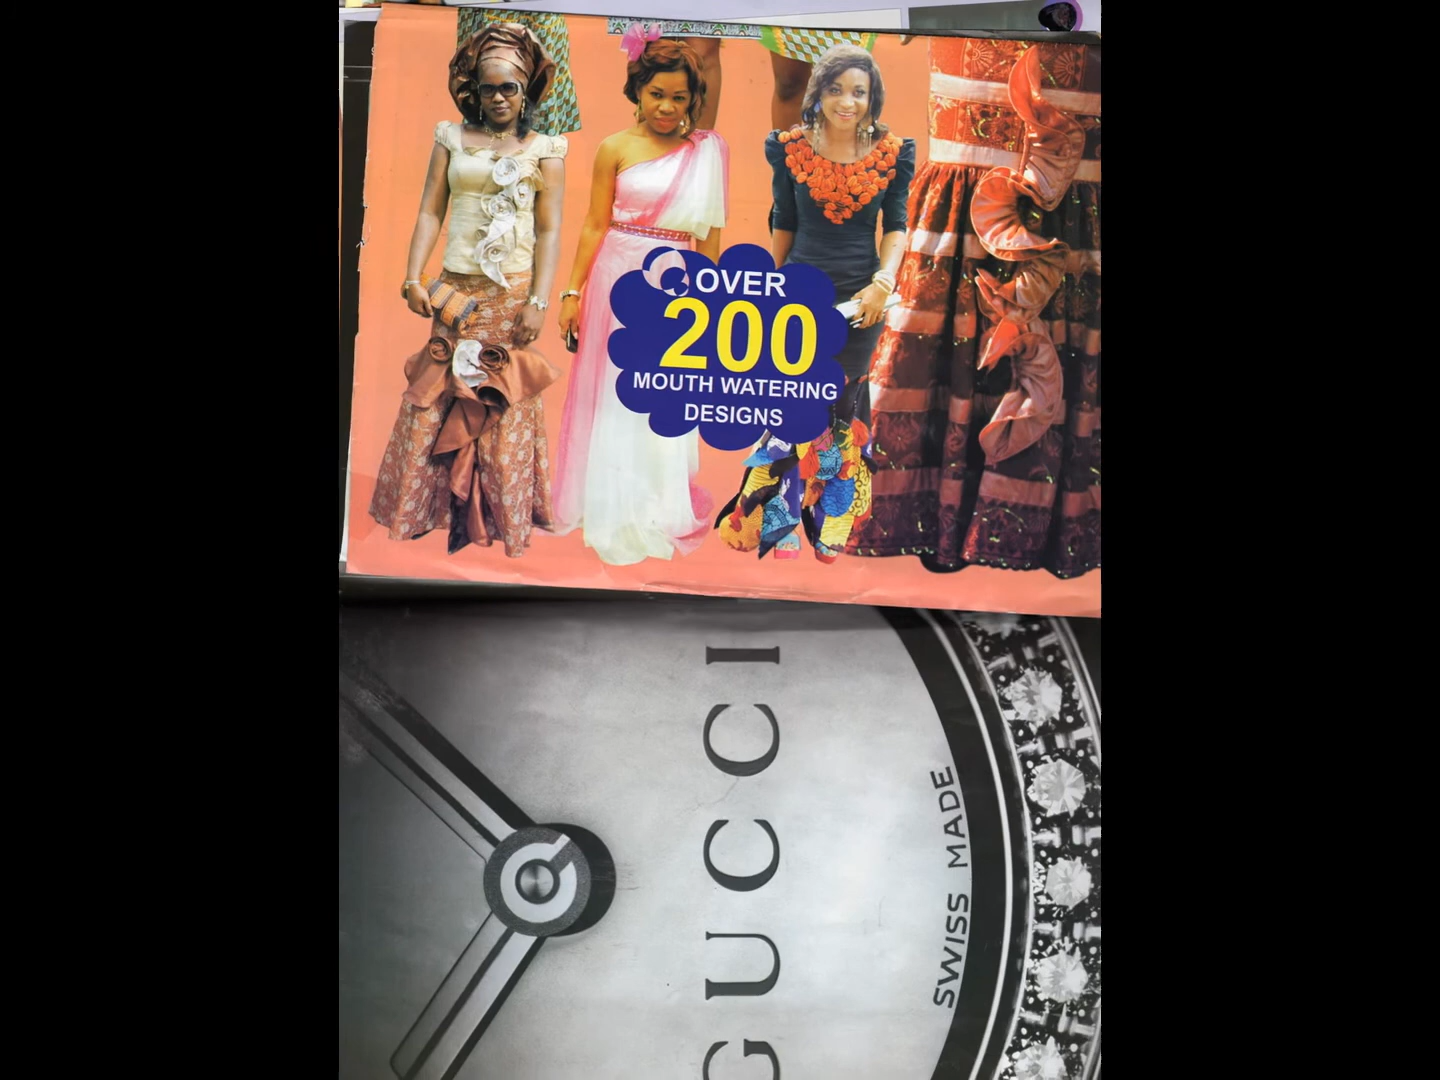 OVER
200
MOUTH WATERING
DESIGNS
GUCCI
SWISS MADE